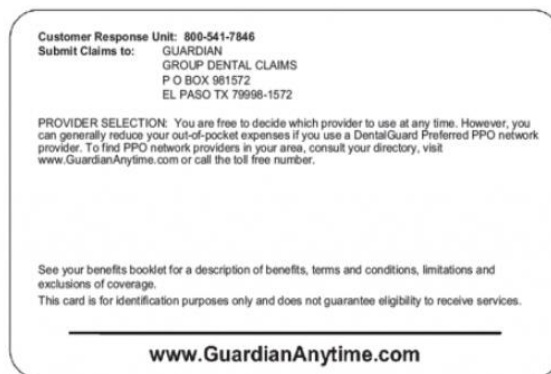 Customer Response Unit: 800-541-7846
Submit Claims to: GUARDIAN
GROUP DENTAL CLAIMS
P O BOX 981572
EL PASO TX 79998-1572
PROVIDER SELECTION: You are free to decide which provider to use at any time. However, you
can generally reduce your out-of-pocket expenses if you use a DentalGuard Preferred PPO network
provider. To find PPO network providers in your area, consult your directory, visit
www.GuardianAnytime.com or call the toll free number.
See your benefits booklet for a description of benefits, terms and conditions, limitations and
exclusions of coverage.
This card is for identification purposes only and does not guarantee eligibility to receive services.
www.GuardianAnytime.com